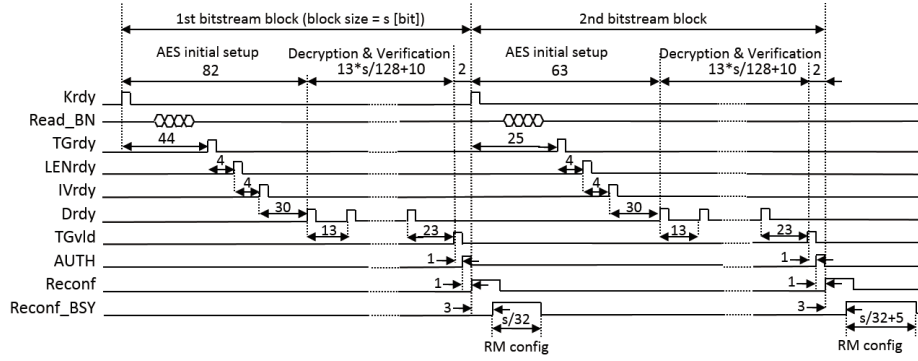 1st bitstream block (block size = s [bit])
2nd bitstream block
AES initial setup
Decryption & Verification
AES initial setup
Decryption & Verification
82
13*s/128+10
2
63
13*s/128+10
2
Krdy
Read_BN
TGrdy
44
25
LENrdy
4
4
IVrdy
4
4
Drdy
30
30
TGvld
13
23
13
23
AUTH
1
1
Reconf
1
1
Reconf_BSY
3
s/32
3
s/32+5
RM config
RM config